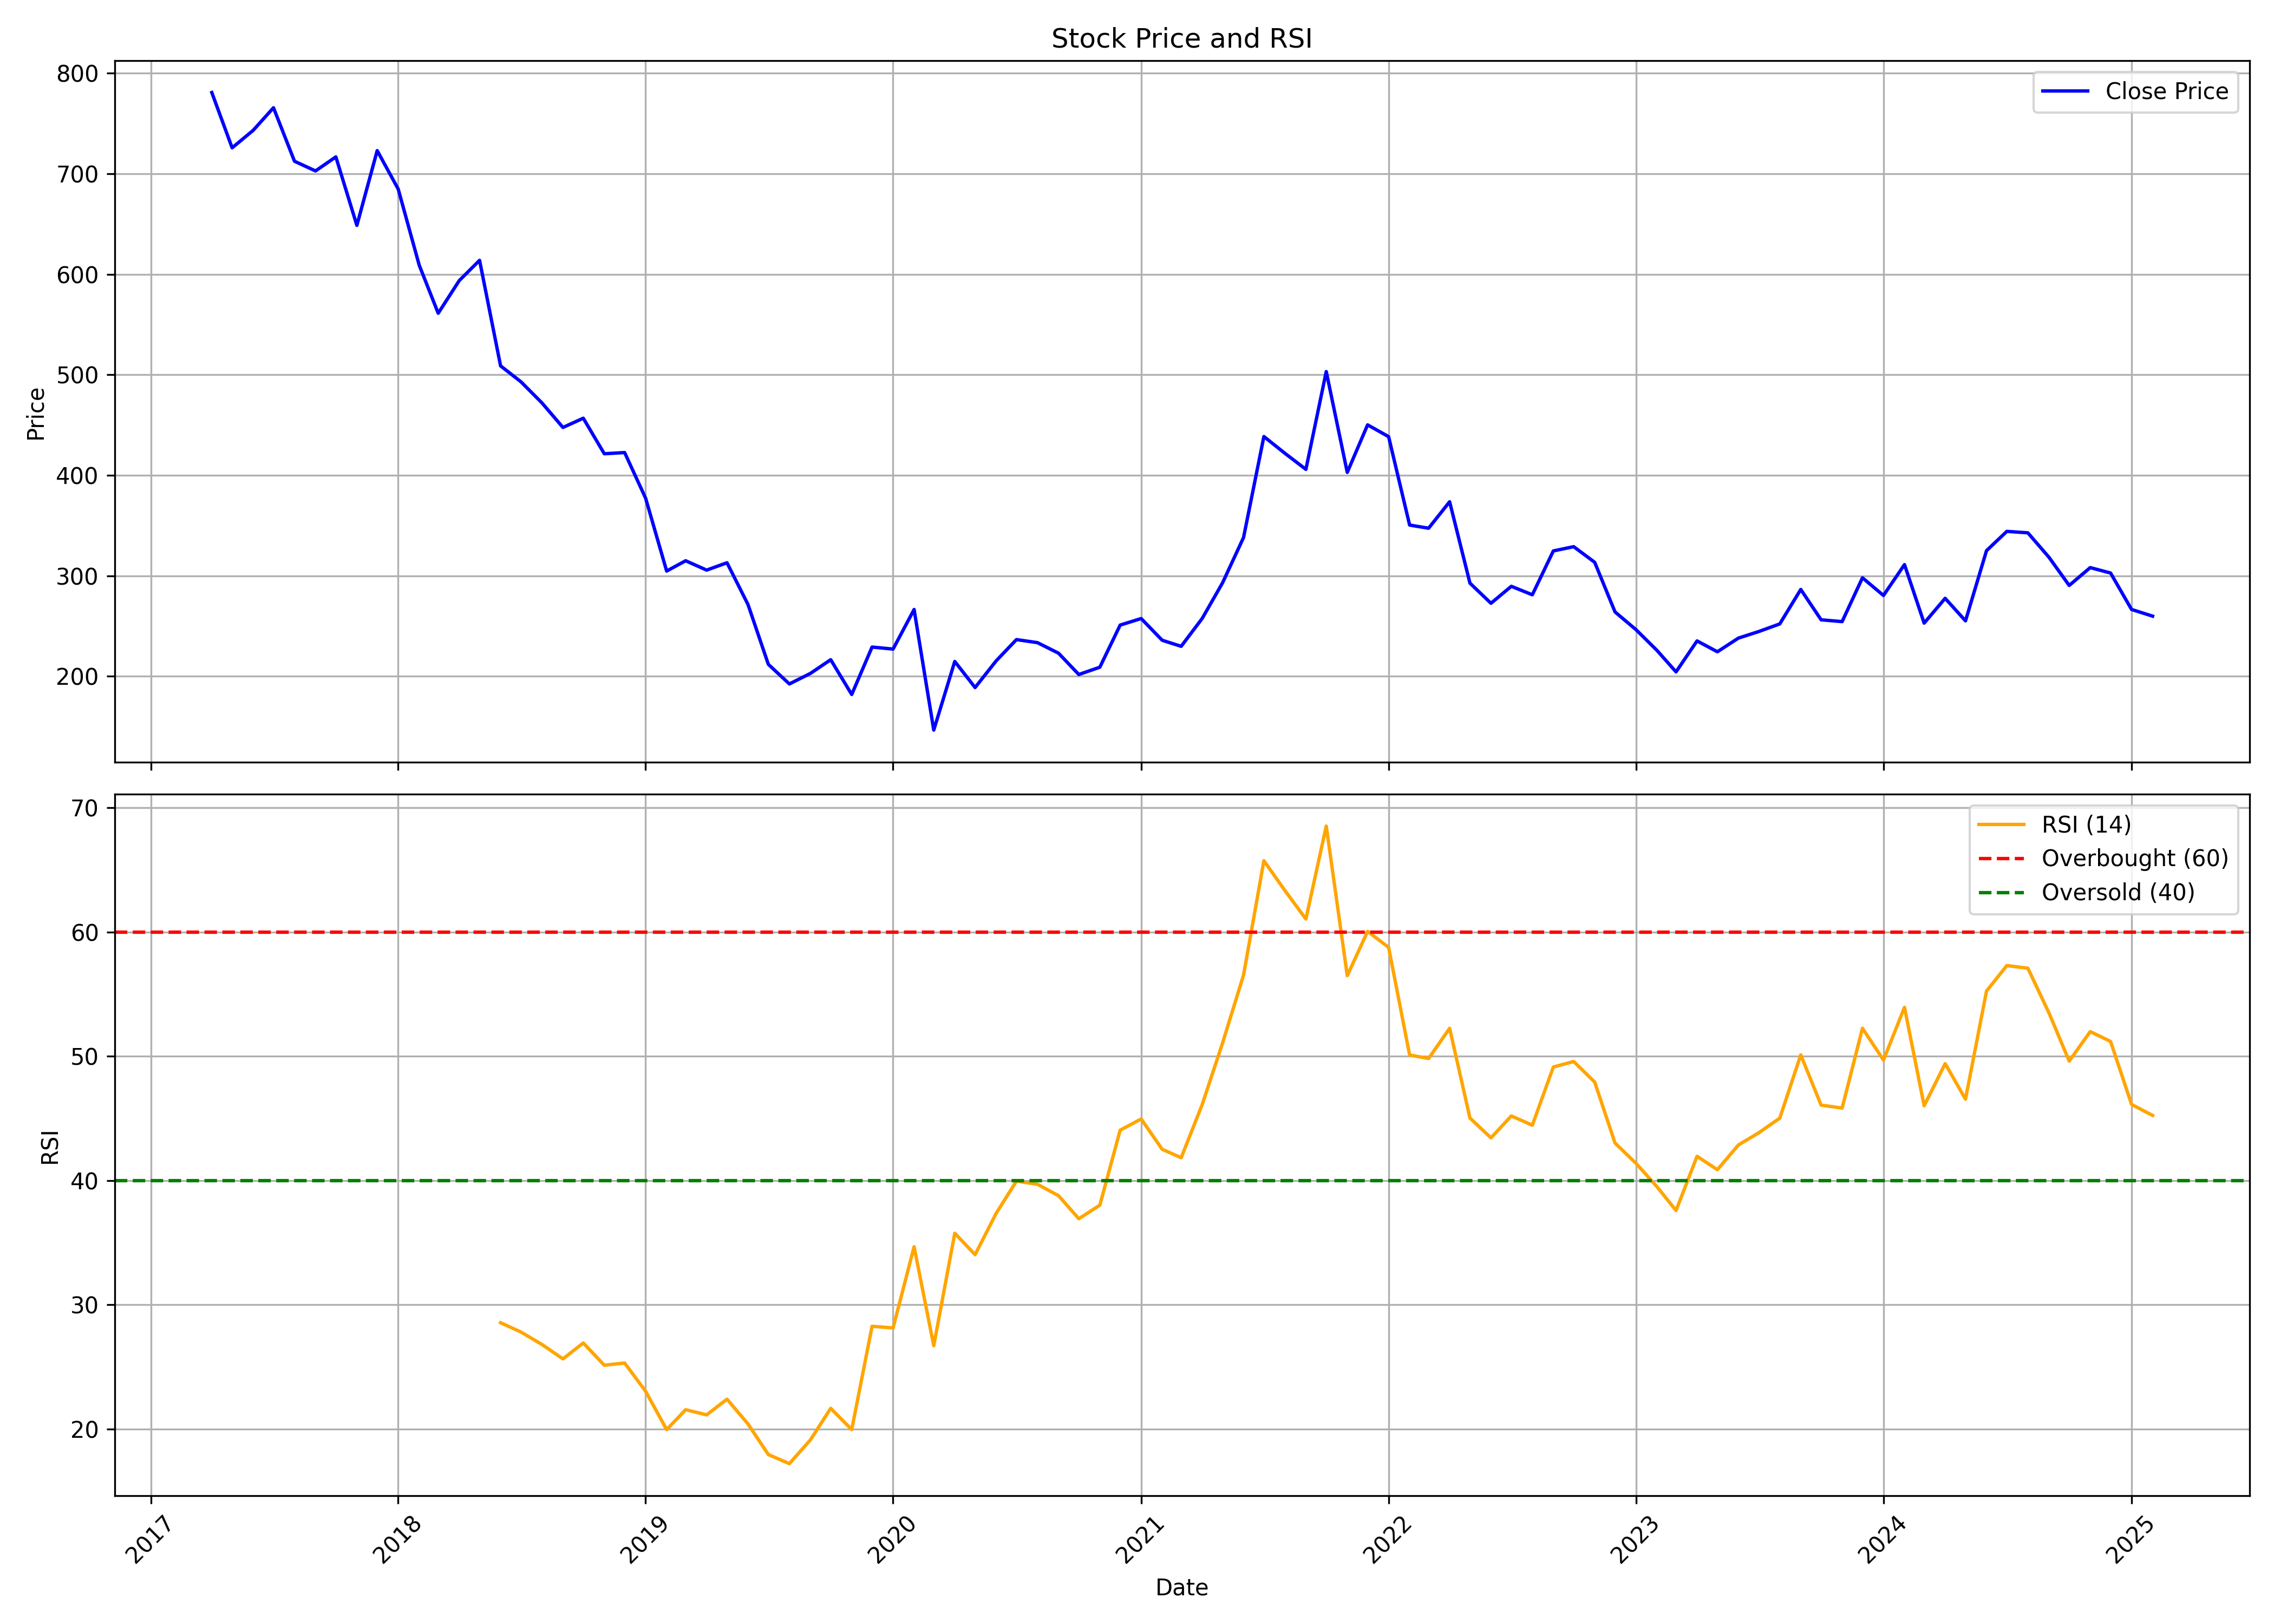 Stock Price and RSI
800
700
600
500
400
300
200
Price
Close Price
70
60
50
40
30
20
RSI
RSI (14)
Overbought (60)
Oversold (40)
2017
2018
2019
2020
2021
2022
2023
2024
2025
Date